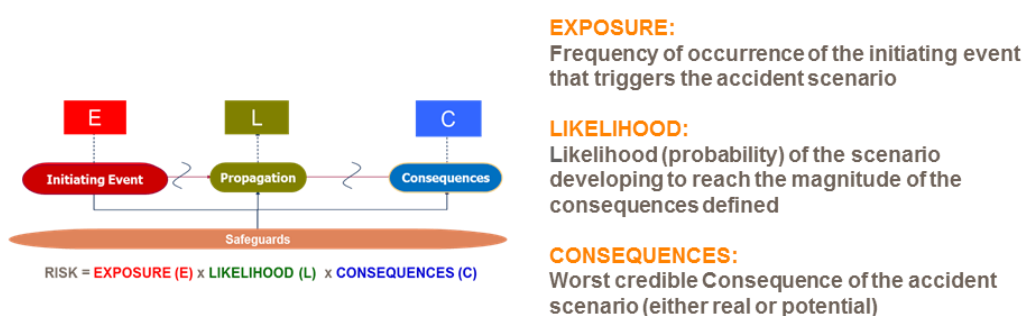 E
L
C
Initiating Event
Propagation
Consequences
Safeguards
RISK = EXPOSURE (E) x LIKELIHOOD (L) x CONSEQUENCES (C)
EXPOSURE:
Frequency of occurrence of the initiating event
that triggers the accident scenario
LIKELIHOOD:
Likelihood (probability) of the scenario
developing to reach the magnitude of the
consequences defined
CONSEQUENCES:
Worst credible Consequence of the accident
scenario (either real or potential)